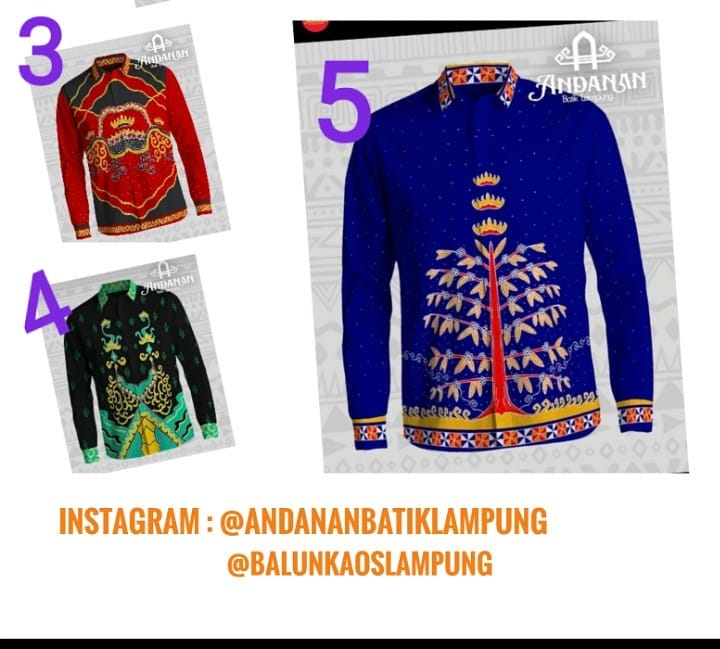 3
ANDANAN
5
ANDANAN
Batik Lampung
4
ANDANAN
INSTAGRAM : @ANDANANBATIKLAMPUNG
@BALUNKAOSLAMPUNG